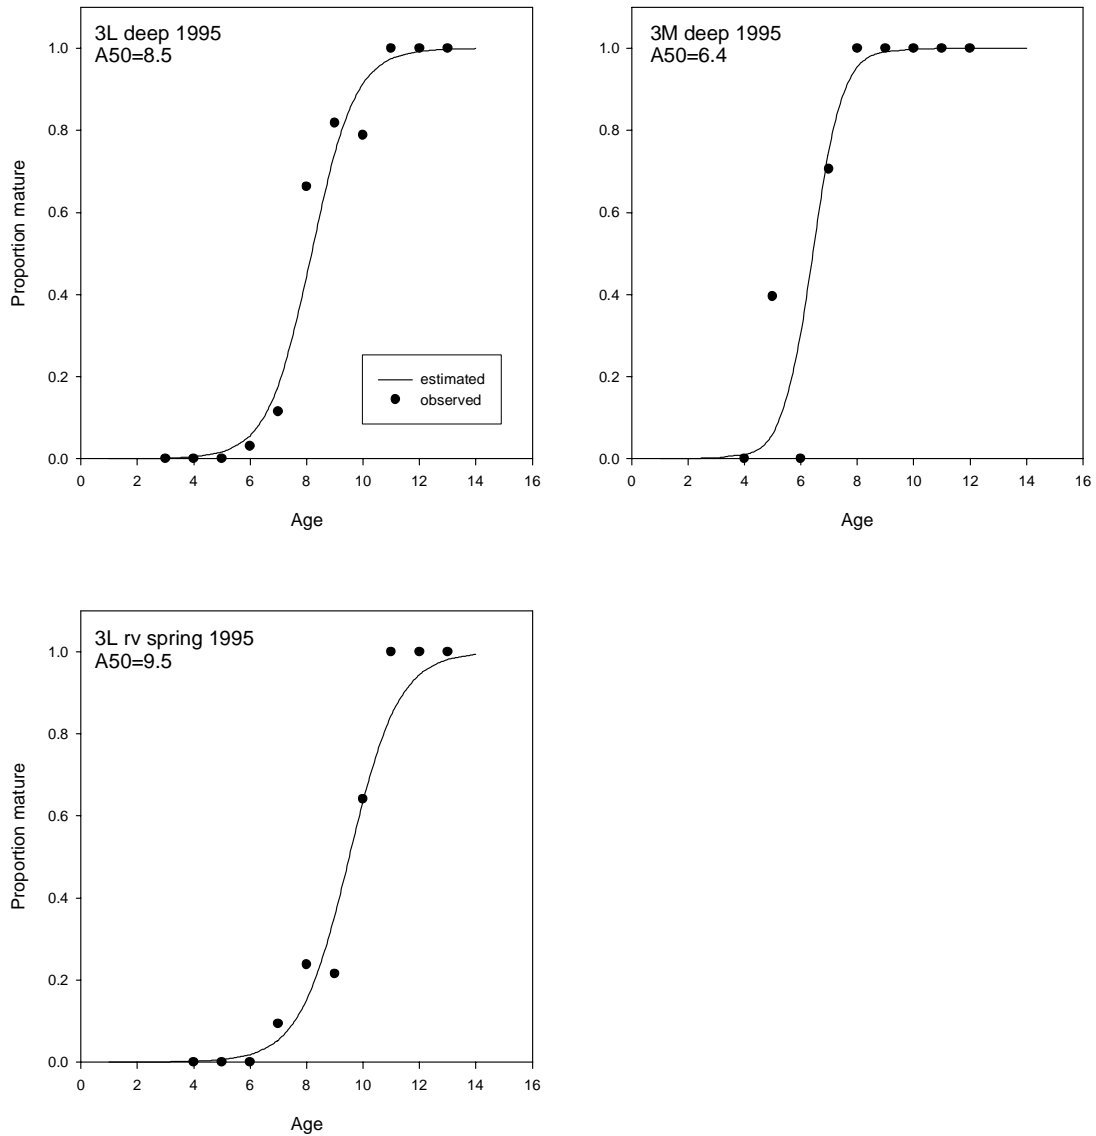 3L deep 1995
A50=8.5
1.0
0.8
0.6
0.4
0.2
0.0
Proportion mature
estimated
observed
0 2 4 6 8 10 12 14 16
Age
3M deep 1995
A50=6.4
1.0
0.8
0.6
0.4
0.2
0.0
0 2 4 6 8 10 12 14 16
Age
3L rv spring 1995
A50=9.5
1.0
0.8
0.6
0.4
0.2
0.0
Proportion mature
0 2 4 6 8 10 12 14 16
Age